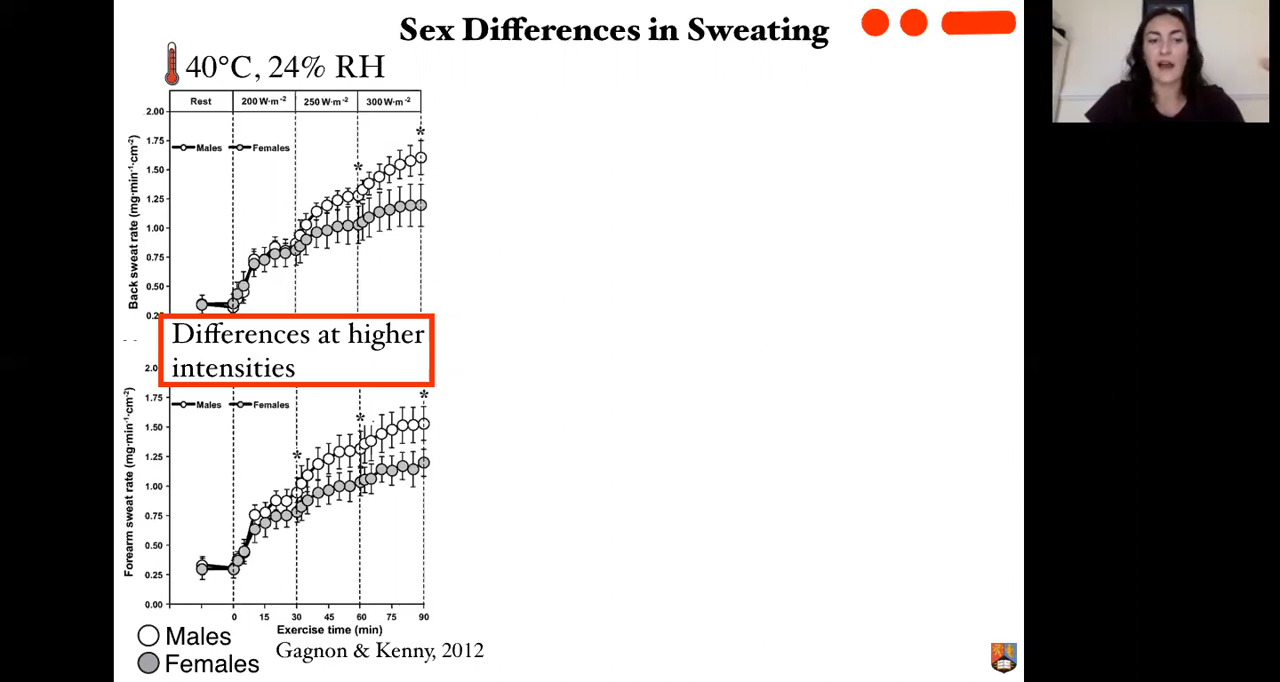 Sex Differences in Sweating
40°C, 24% RH
Rest 200 W·m⁻² 250 W·m⁻² 300 W·m⁻²
2.00
1.75
1.50
1.25
1.00
0.75
0.50
0.2
Back sweat rate (mg·min⁻¹·cm⁻²)
Males Females
* *
Differences at higher
intensities
2.0
1.75
1.50
1.25
1.00
0.75
0.50
0.25
0.00
Forearm sweat rate (mg·min⁻¹·cm⁻²)
Males Females
* * *
0 15 30 45 60 75 90
Exercise time (min)
Males
Females
Gagnon & Kenny, 2012